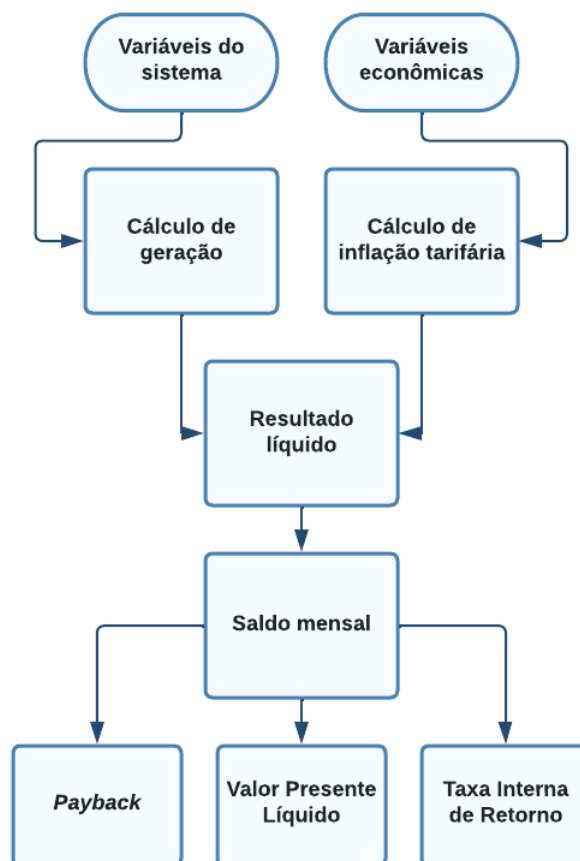 Variáveis do
sistema
Variáveis
econômicas
Cálculo de
geração
Cálculo de
inflação tarifária
Resultado
líquido
Saldo mensal
Payback
Valor Presente
Líquido
Taxa Interna
de Retorno